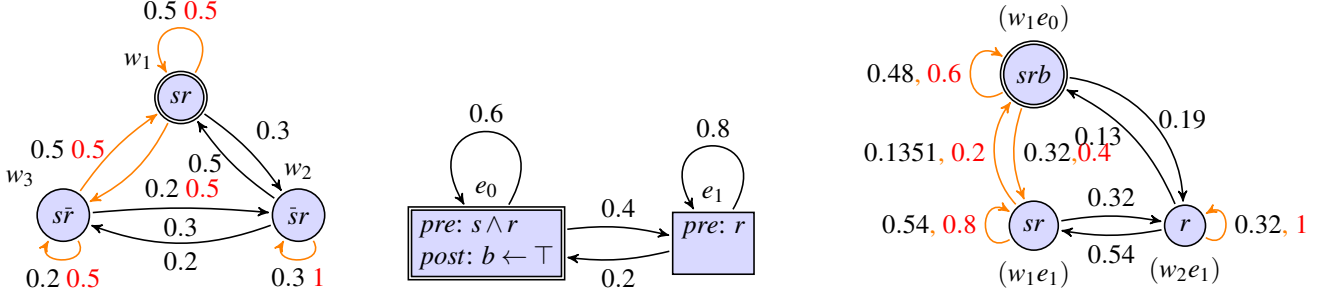 0.5 0.5
w₁
sr
0.3
0.5 0.5
0.5
w₃
w₂
0.2 0.5
sr̄
s̄r
0.3
0.2
0.2 0.5
0.3 1
0.6
0.8
e₀
e₁
0.4
pre: s ∧ r
post: b ← ⊤
pre: r
0.2
(w₁e₀)
srb
0.48, 0.6
0.19
0.13
0.1351, 0.2
0.32,0.4
0.32
0.54, 0.8
sr
r
0.32, 1
0.54
(w₁e₁)
(w₂e₁)